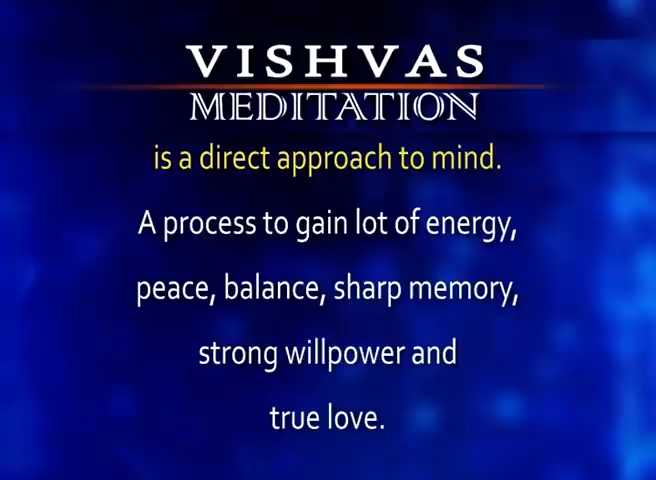 VISHVAS
MEDITATION
is a direct approach to mind.
A process to gain lot of energy,
peace, balance, sharp memory,
strong willpower and
true love.